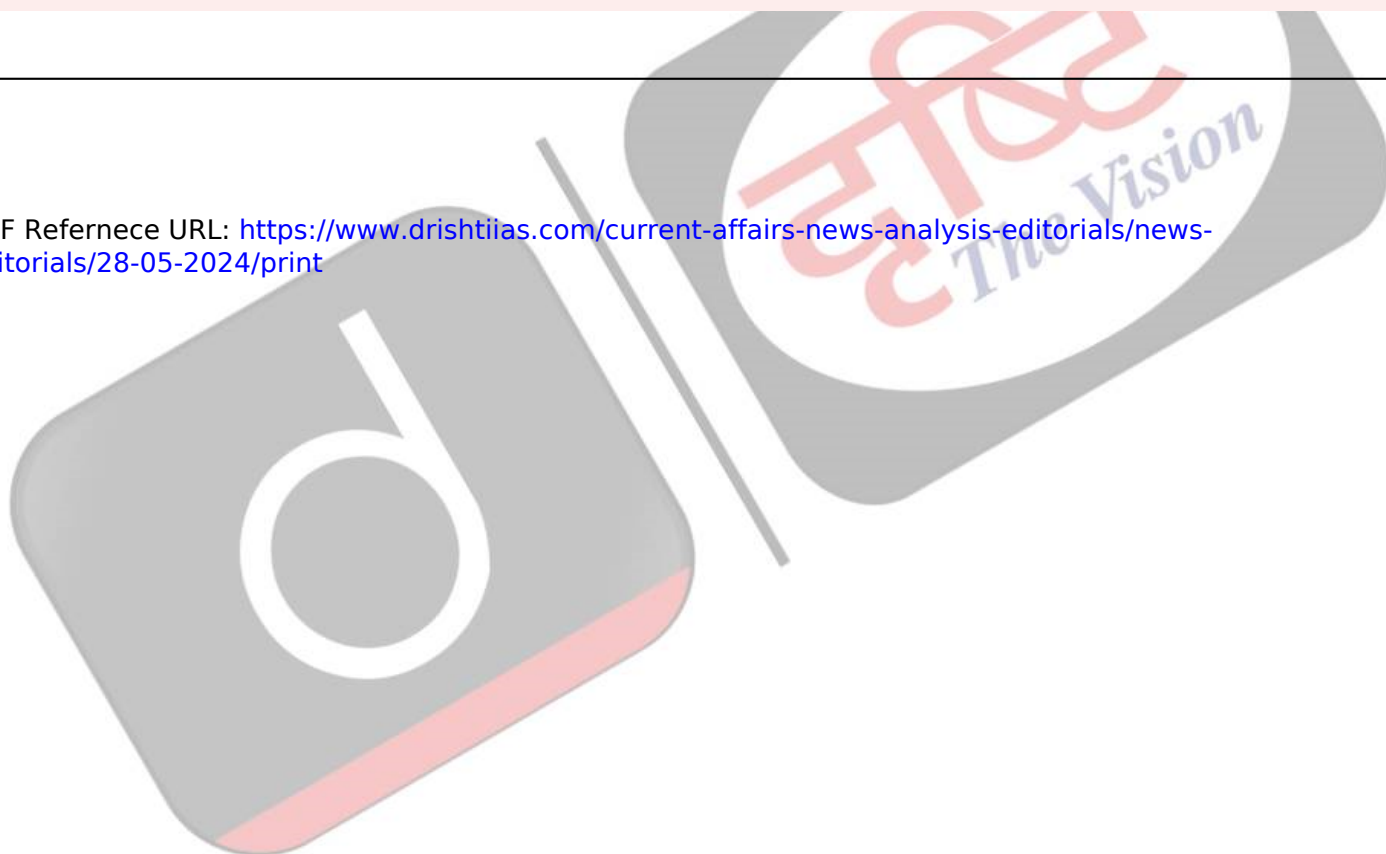 F Refernece URL: https://www.drishtiias.com/current-affairs-news-analysis-editorials/news-
itorials/28-05-2024/print
दृष्टि
The Vision
d